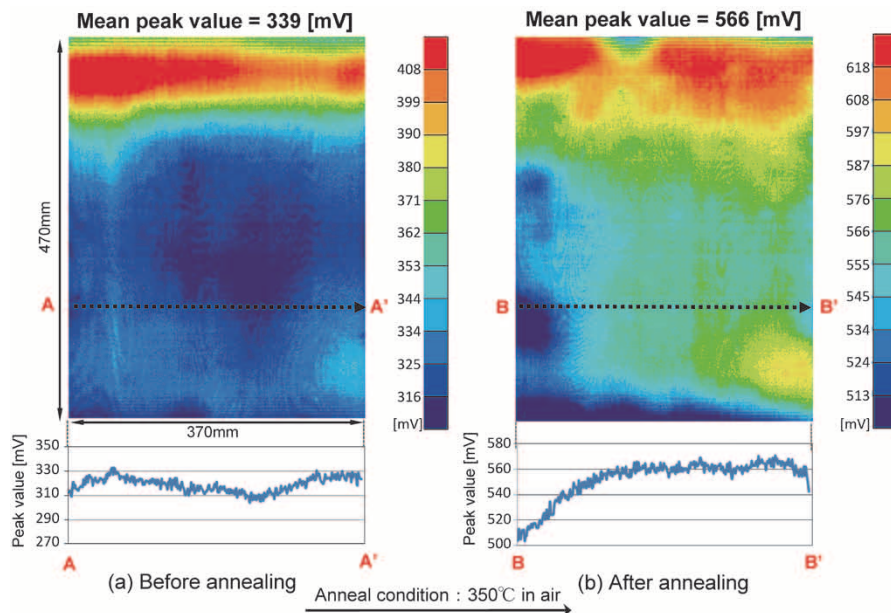 Mean peak value = 339 [mV]
Mean peak value = 566 [mV]
470mm
A
A'
370mm
408
399
390
380
371
362
353
344
334
325
316
[mV]
B
B'
618
608
597
587
576
566
555
545
534
524
513
[mV]
Peak value [mV]
350
330
310
290
270
A
A'
Peak value [mV]
580
560
540
520
500
B
B'
(a) Before annealing
(b) After annealing
Anneal condition : 350℃ in air